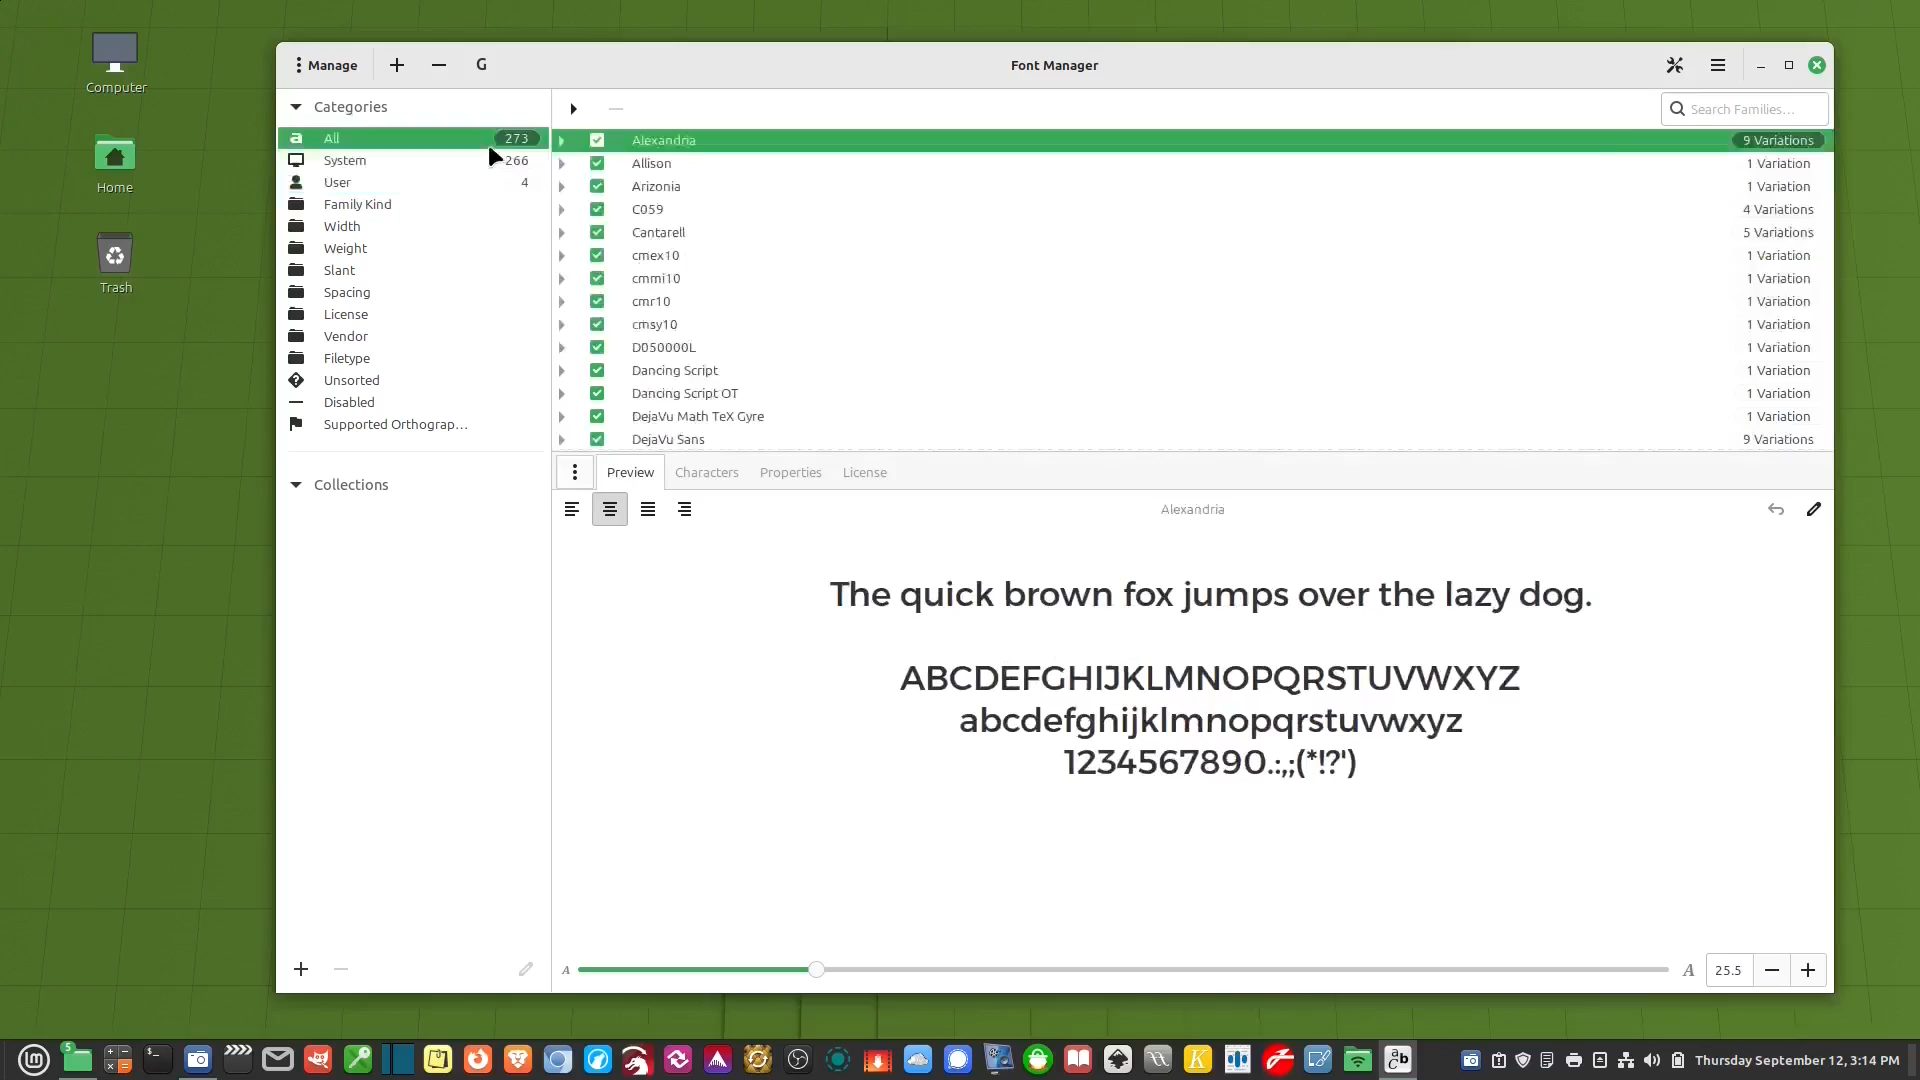 Computer
Home
Trash
Manage
G
Font Manager
Categories
All 273
System 266
User 4
Family Kind
Width
Weight
Slant
Spacing
License
Vendor
Filetype
Unsorted
Disabled
Supported Orthograp...
Collections
Search Families...
Alexandria 9 Variations
Allison 1 Variation
Arizonia 1 Variation
C059 4 Variations
Cantarell 5 Variations
cmex10 1 Variation
cmmi10 1 Variation
cmr10 1 Variation
cmsy10 1 Variation
D050000L 1 Variation
Dancing Script 1 Variation
Dancing Script OT 1 Variation
DejaVu Math TeX Gyre 1 Variation
DejaVu Sans 9 Variations
Preview Characters Properties License
Alexandria
The quick brown fox jumps over the lazy dog.
ABCDEFGHIJKLMNOPQRSTUVWXYZ
abcdefghijklmnopqrstuvwxyz
1234567890.:,;(*!?')
A A 25.5
5
Thursday September 12, 3:14 PM